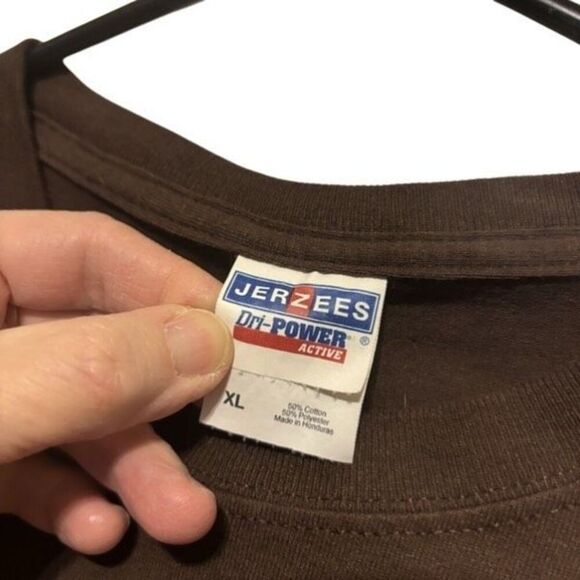 JERZEES
Dri-POWER®
ACTIVE
XL
50% Cotton
50% Polyester
Made in Honduras